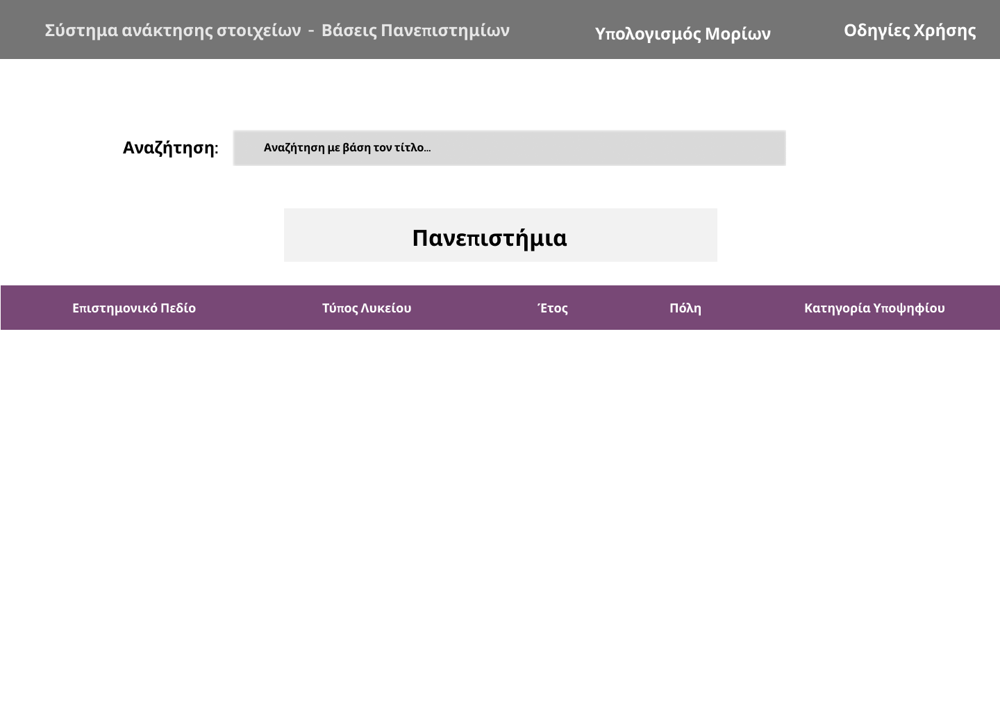 Σύστημα ανάκτησης στοιχείων - Βάσεις Πανεπιστημίων
Υπολογισμός Μορίων
Οδηγίες Χρήσης
Αναζήτηση:
Αναζήτηση με βάση τον τίτλο...
Πανεπιστήμια
Επιστημονικό Πεδίο
Τύπος Λυκείου
Έτος
Πόλη
Κατηγορία Υποψηφίου